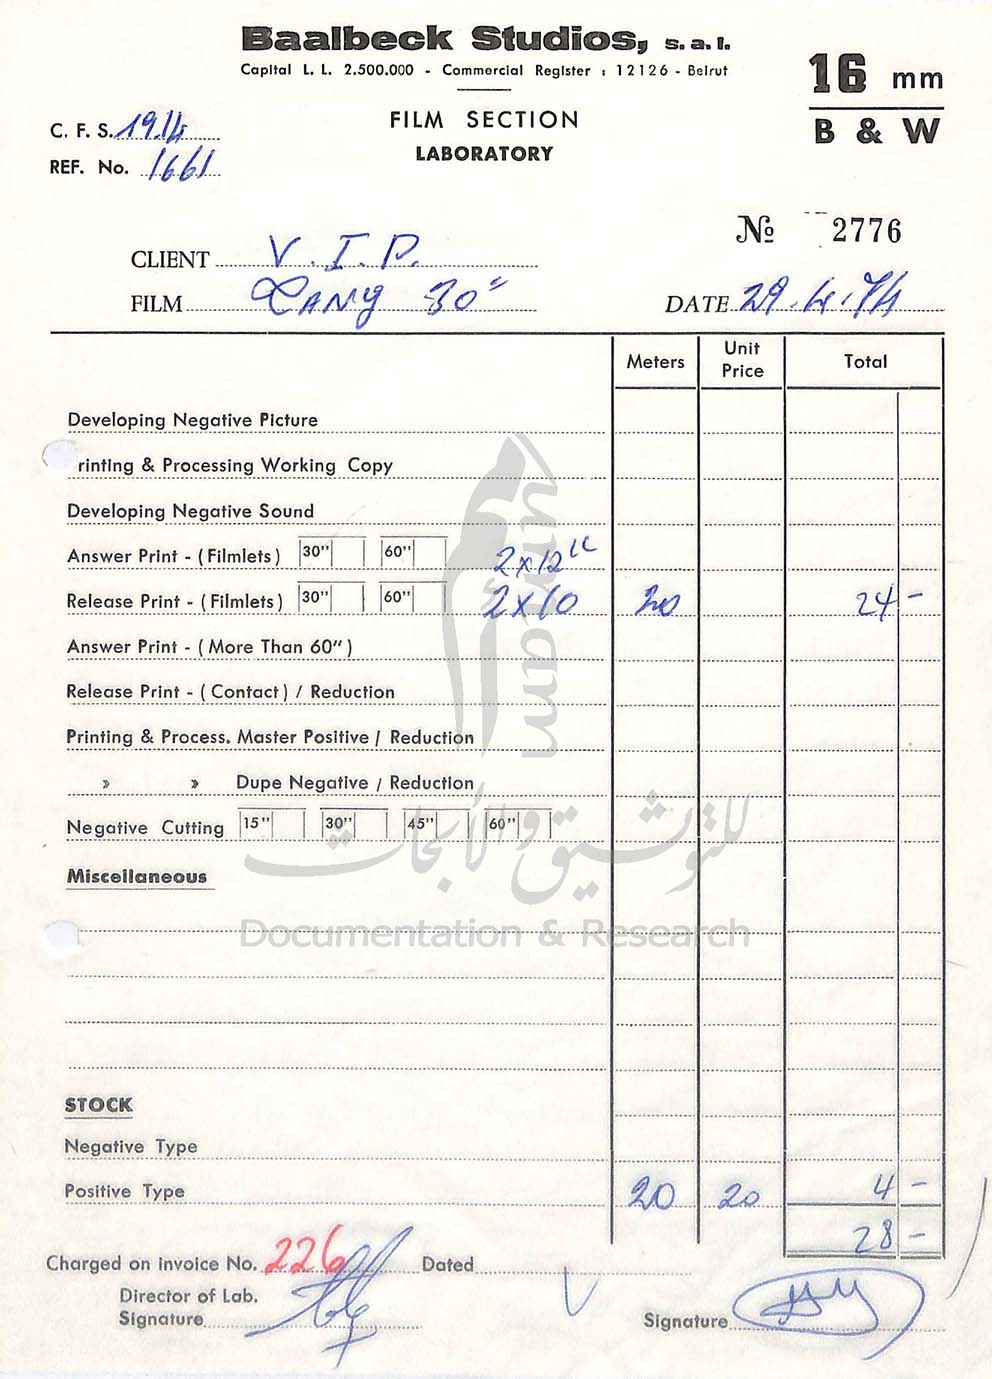 Baalbeck Studios, s.a.l.
Capital L. L. 2.500.000 - Commercial Register : 12126 - Beirut
16 mm
B & W
FILM SECTION
LABORATORY
C. F. S. 1914
REF. No. 1661
№ 2776
CLIENT V.I.P.
FILM 30"
DATE 29.4.74
Meters Unit Price Total
Developing Negative Picture
rinting & Processing Working Copy
Developing Negative Sound
Answer Print - ( Filmlets ) 30" 60" 2x12"
Release Print - ( Filmlets ) 30" 60" 2x10 20 24 -
Answer Print - ( More Than 60" )
Release Print - ( Contact ) / Reduction
Printing & Process. Master Positive / Reduction
» » Dupe Negative / Reduction
Negative Cutting 15" 30" 45" 60"
Miscellaneous
STOCK
Negative Type
Positive Type 20 20 4 -
28 -
Charged on Invoice No. 226 Dated
Director of Lab.
Signature
Signature
umam
للتوثيق والأبحاث
Documentation & Research